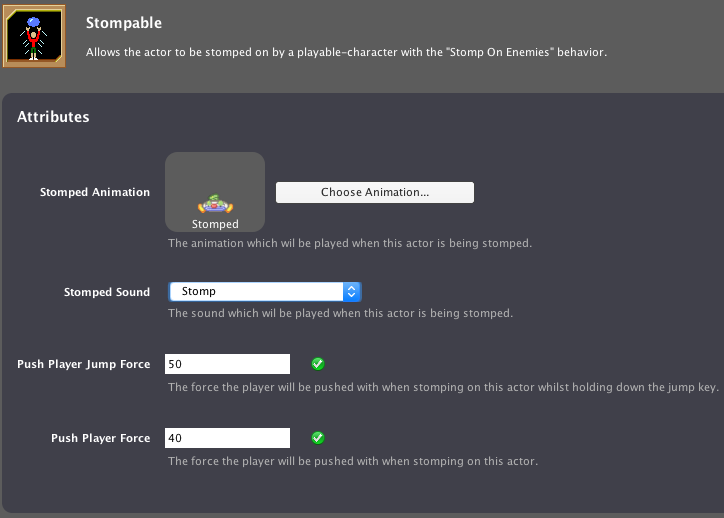 Stompable
Allows the actor to be stomped on by a playable-character with the "Stomp On Enemies" behavior.
Attributes
Stomped Animation
Stomped
Choose Animation...
The animation which wil be played when this actor is being stomped.
Stomped Sound
Stomp
The sound which wil be played when this actor is being stomped.
Push Player Jump Force
50
The force the player will be pushed with when stomping on this actor whilst holding down the jump key.
Push Player Force
40
The force the player will be pushed with when stomping on this actor.